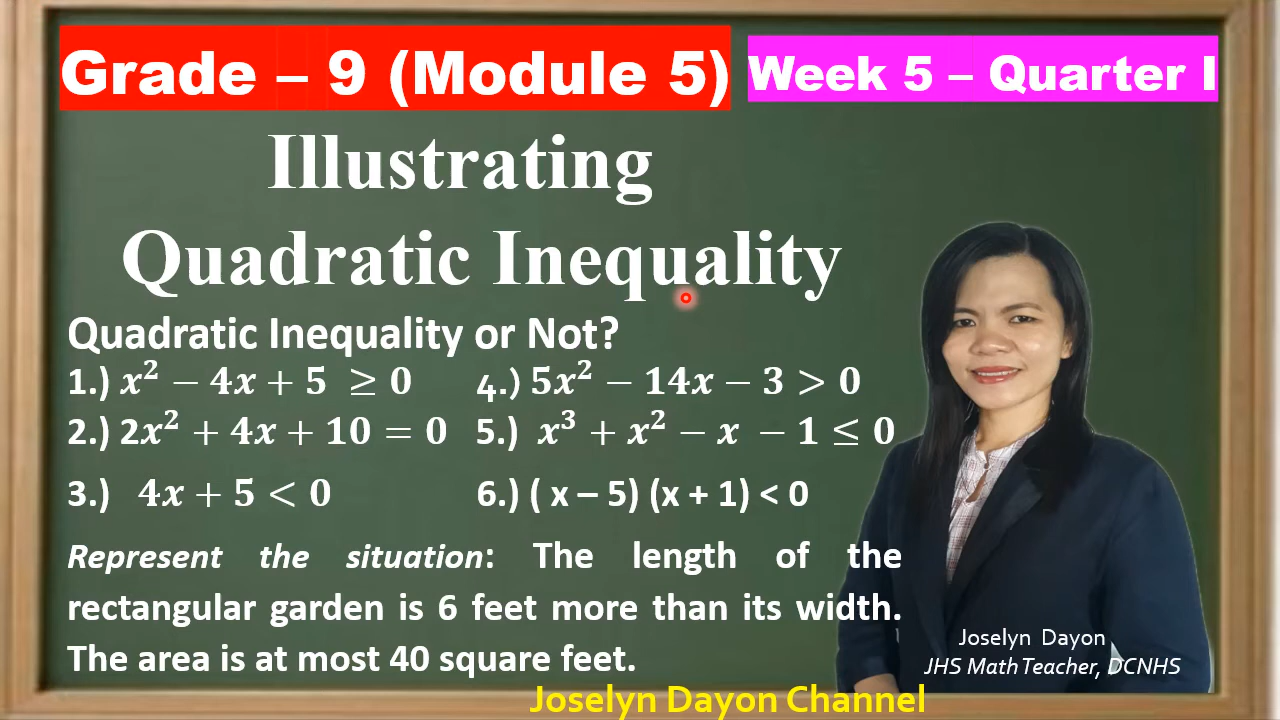 Grade – 9 (Module 5)
Week 5 – Quarter I
Illustrating
Quadratic Inequality
Quadratic Inequality or Not?
1.) x² − 4x + 5 ≥ 0
2.) 2x² + 4x + 10 = 0
3.) 4x + 5 < 0
4.) 5x² − 14x − 3 > 0
5.) x³ + x² − x − 1 ≤ 0
6.) ( x – 5) (x + 1) < 0
Represent the situation: The length of the
rectangular garden is 6 feet more than its width.
The area is at most 40 square feet.
Joselyn Dayon
JHS Math Teacher, DCNHS
Joselyn Dayon Channel